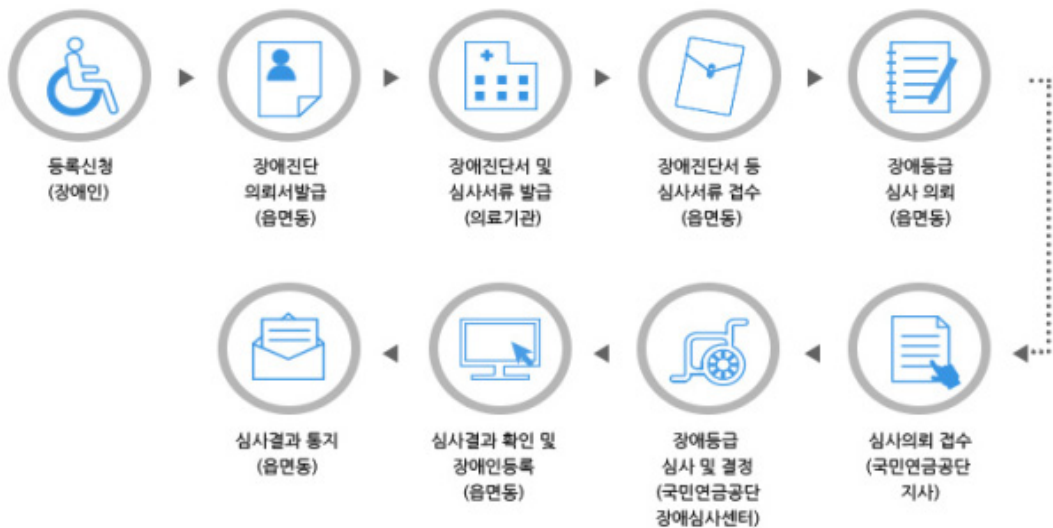 등록신청
(장애인)
장애진단
의뢰서발급
(읍면동)
장애진단서 및
심사서류 발급
(의료기관)
장애진단서 등
심사서류 접수
(읍면동)
장애등급
심사 의뢰
(읍면동)
심사의뢰 접수
(국민연금공단
지사)
장애등급
심사 및 결정
(국민연금공단
장애심사센터)
심사결과 확인 및
장애인등록
(읍면동)
심사결과 통지
(읍면동)